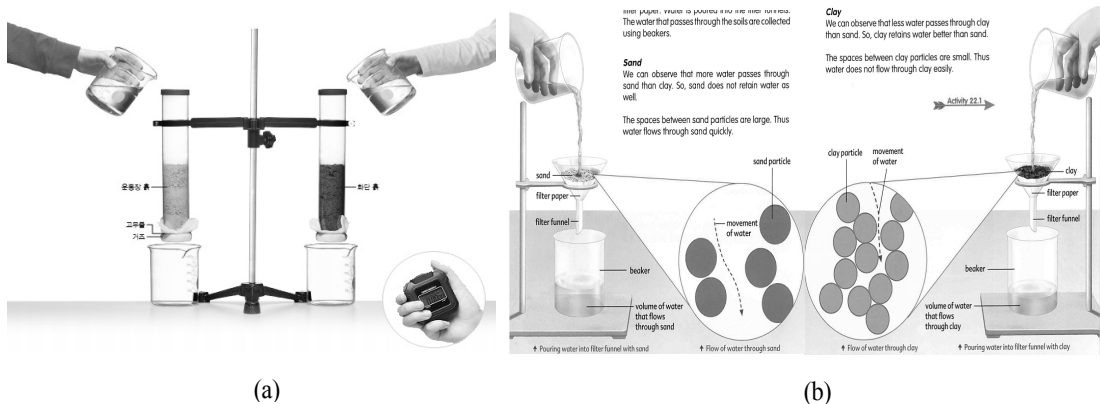 운동장 흙
화단 흙
고무줄
거즈
filter paper. Water is poured into the filter funnels.
The water that passes through the soils are collected
using beakers.
Sand
We can observe that more water passes through
sand than clay. So, sand does not retain water as
well.
The spaces between sand particles are large. Thus
water flows through sand quickly.
Clay
We can observe that less water passes through clay
than sand. So, clay retains water better than sand.
The spaces between clay particles are small. Thus
water does not flow through clay easily.
Activity 22.1
sand
filter paper
filter funnel
beaker
volume of water
that flows
through sand
sand particle
movement
of water
clay particle
movement
of water
clay
filter paper
filter funnel
beaker
volume of water
that flows
through clay
↑ Pouring water into filter funnel with sand
↑ Flow of water through sand
↑ Flow of water through clay
↑ Pouring water into filter funnel with clay
(a)
(b)